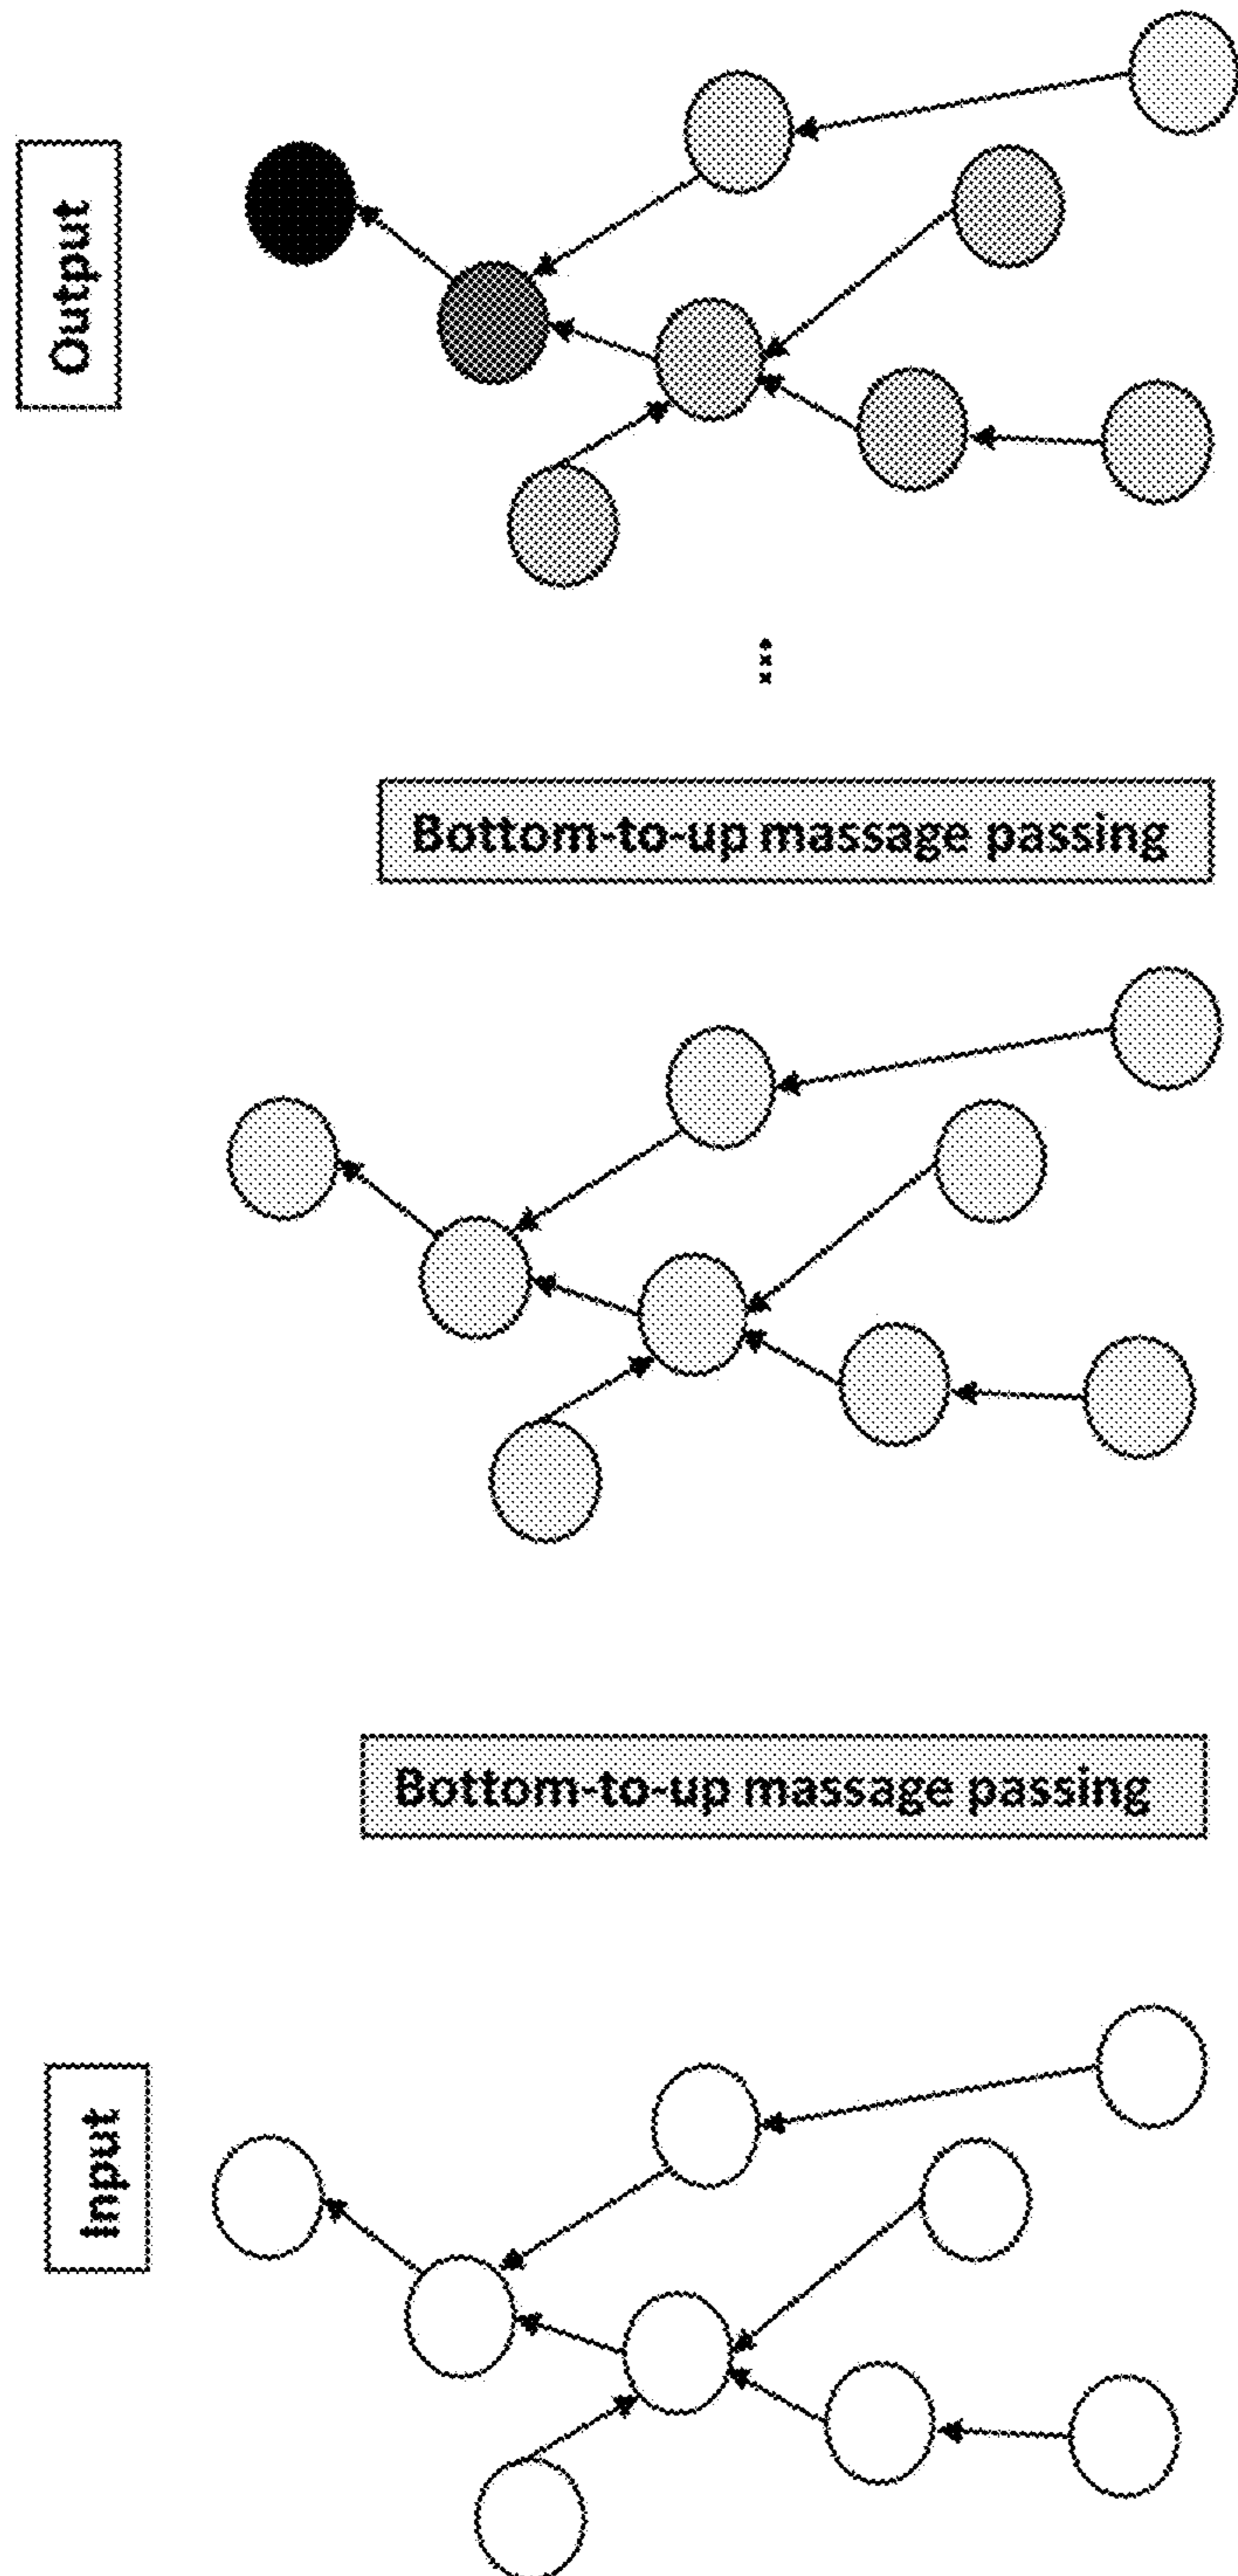 Output
...
Bottom-to-up massage passing
Bottom-to-up massage passing
Input